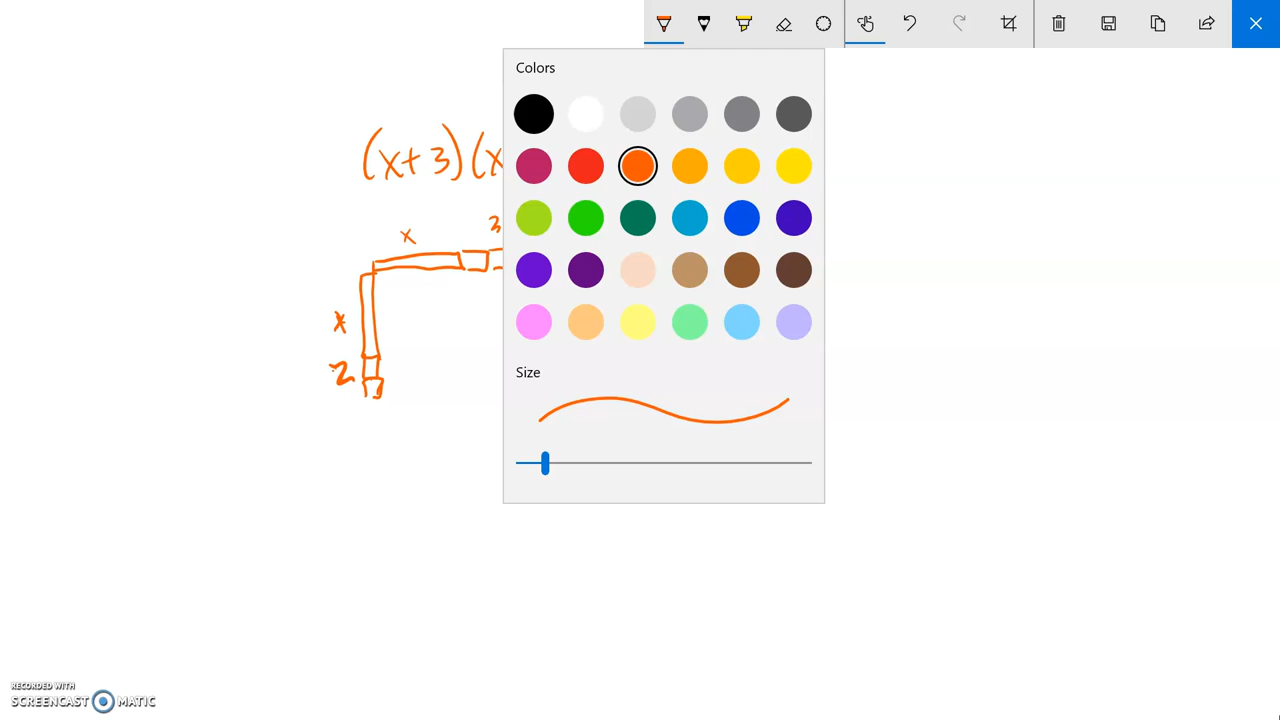 Colors
(x+3)(x
x 3
x
2
Size
RECORDED WITH
SCREENCAST MATIC